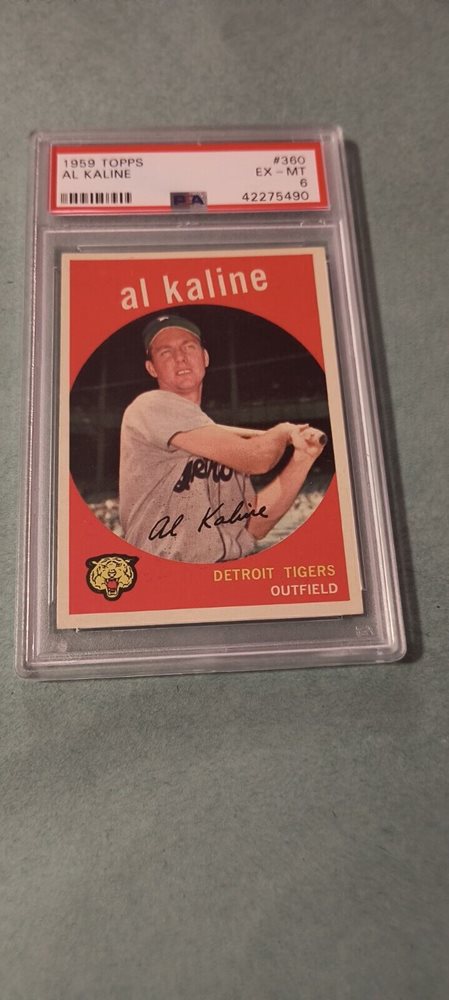 1959 TOPPS #360
AL KALINE EX - MT
6
PSA 42275490
al kaline
Al Kaline
DETROIT TIGERS
OUTFIELD